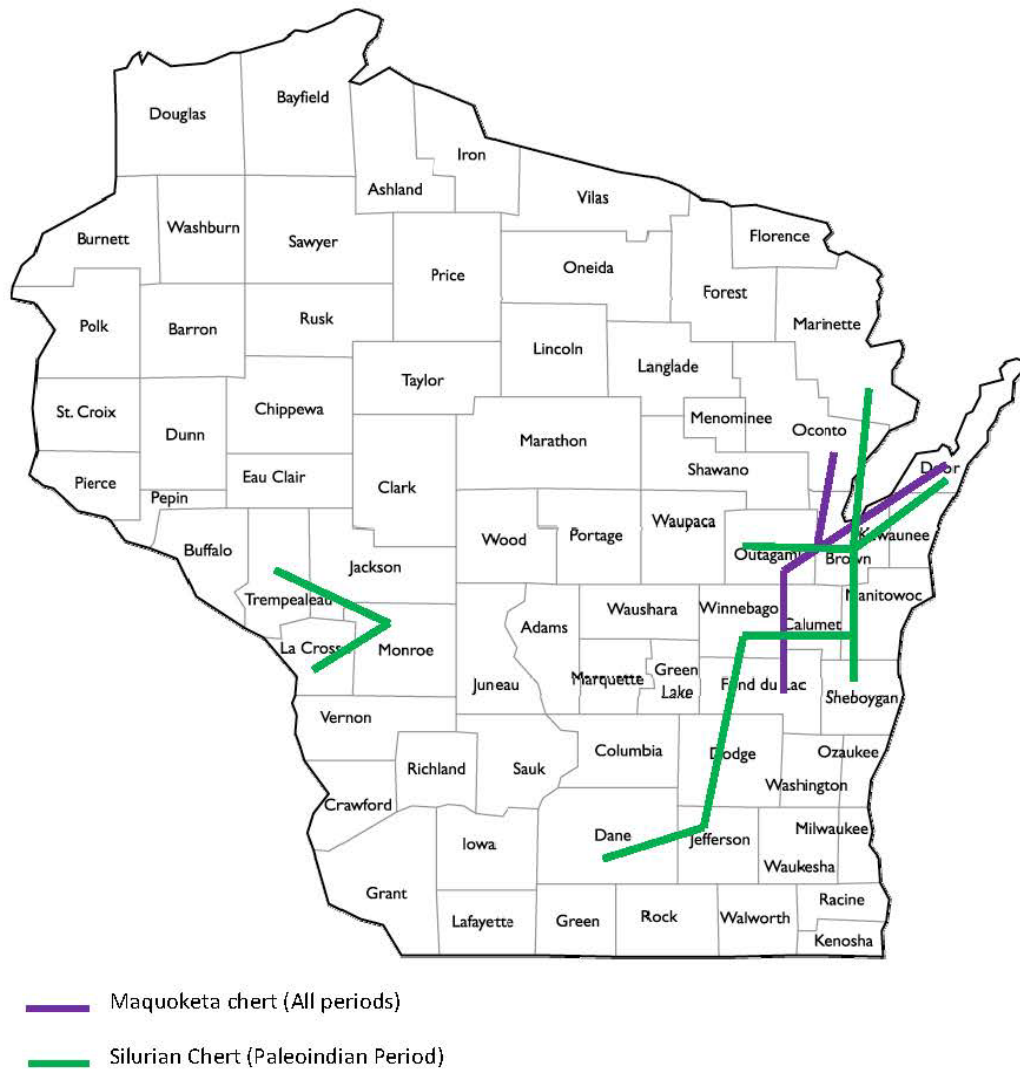 Bayfield
Douglas
Iron
Ashland
Vilas
Washburn
Burnett
Sawyer
Florence
Price
Oneida
Forest
Rusk
Polk
Barron
Marinette
Lincoln
Langlade
Taylor
St. Croix
Chippewa
Menominee
Dunn
Oconto
Marathon
Door
Shawano
Eau Clair
Pierce
Clark
Pepin
Waupaca
Wood
Portage
Kewaunee
Buffalo
Outagami
Brown
Jackson
Trempealeau
Manitowoc
Waushara
Winnebago
Adams
Calumet
La Cross
Monroe
Green
Lake
Marquette
Juneau
Fond du Lac
Sheboygan
Vernon
Columbia
Dodge
Ozaukee
Richland
Sauk
Washington
Crawford
Dane
Milwaukee
Iowa
Jefferson
Waukesha
Grant
Racine
Lafayette
Green
Rock
Walworth
Kenosha
Maquoketa chert (All periods)
Silurian Chert (Paleoindian Period)